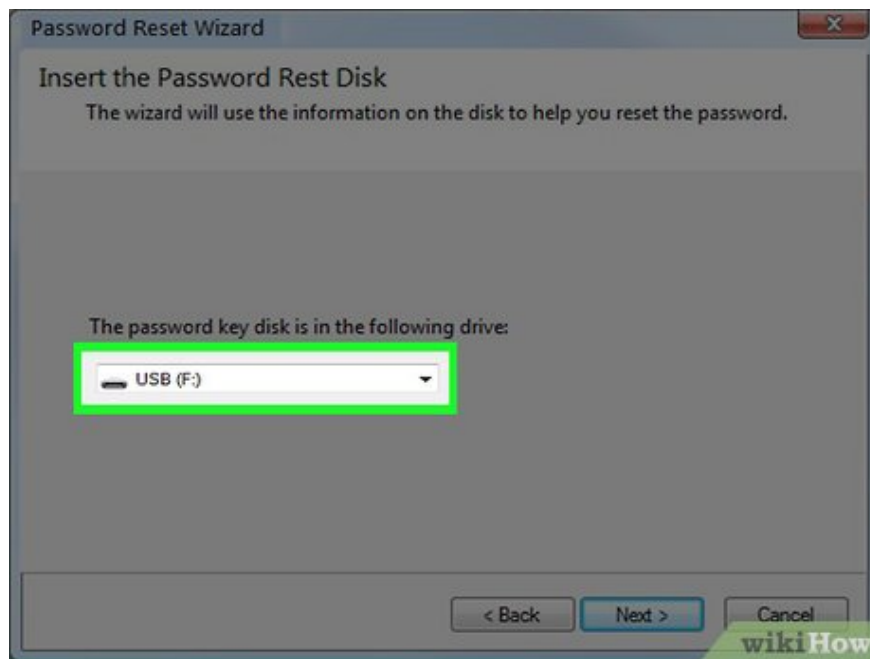 Password Reset Wizard
Insert the Password Rest Disk
The wizard will use the information on the disk to help you reset the password.
The password key disk is in the following drive:
USB (F:)
< Back Next > Cancel
wikiHow